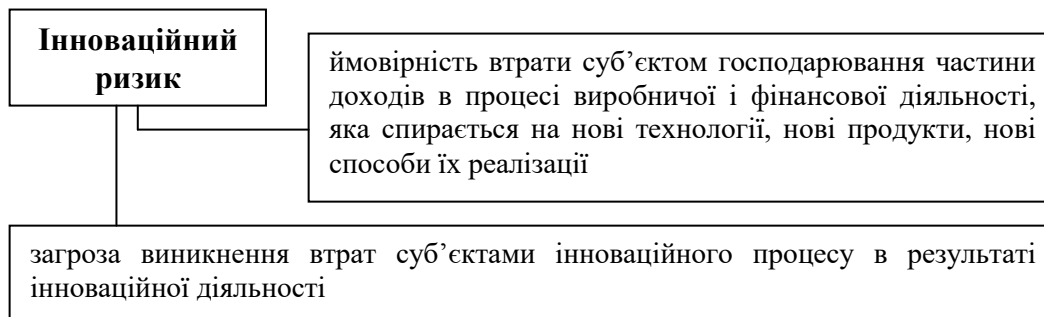 Інноваційний
ризик
ймовірність втрати суб’єктом господарювання частини
доходів в процесі виробничої і фінансової діяльності,
яка спирається на нові технології, нові продукти, нові
способи їх реалізації
загроза виникнення втрат суб’єктами інноваційного процесу в результаті
інноваційної діяльності